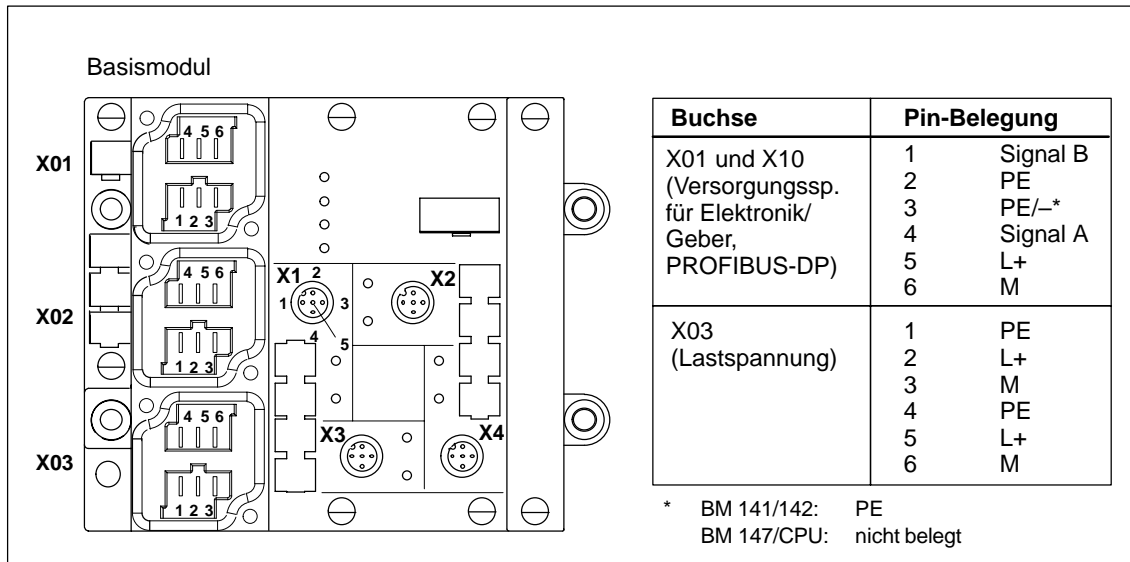 Basismodul
X01
4 5 6
1 2 3
X02
4 5 6
1 2 3
X03
4 5 6
1 2 3
X1
2
1
3
4
5
X2
X3
X4
Buchse Pin-Belegung
X01 und X10 1 Signal B
(Versorgungssp. 2 PE
für Elektronik/ 3 PE/–*
Geber, 4 Signal A
PROFIBUS-DP) 5 L+
6 M
X03 1 PE
(Lastspannung) 2 L+
3 M
4 PE
5 L+
6 M
* BM 141/142: PE
BM 147/CPU: nicht belegt